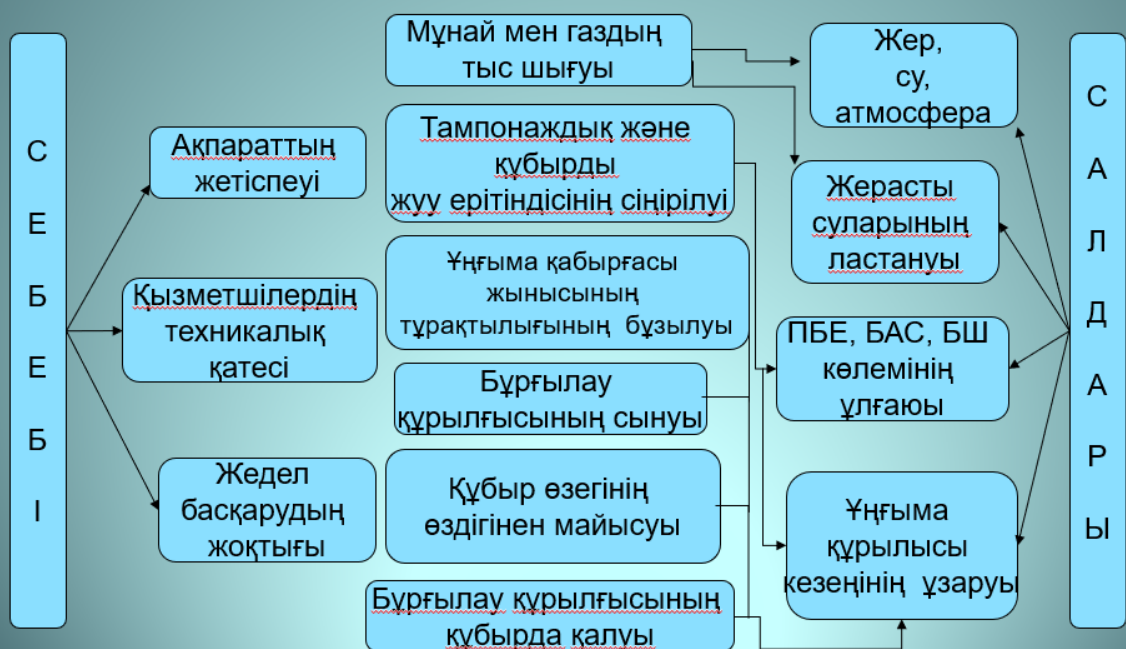 СЕБЕБІ
Ақпараттың
жетіспеуі
Қызметшілердің
техникалық
қатесі
Жедел
басқарудың
жоқтығы
Мұнай мен газдың
тыс шығуы
Тампонаждық және
құбырды
жуу ерітіндісінің сіңірілуі
Ұңғыма қабырғасы
жынысының
тұрақтылығының бұзылуы
Бұрғылау
құрылғысының сынуы
Құбыр өзегінің
өздігінен майысуы
Бұрғылау құрылғысының
құбырда қалуы
Жер,
су,
атмосфера
Жерасты
суларының
ластануы
ПБЕ, БАС, БШ
көлемінің
ұлғаюы
Ұңғыма
құрылысы
кезеңінің ұзаруы
САЛДАРЫ